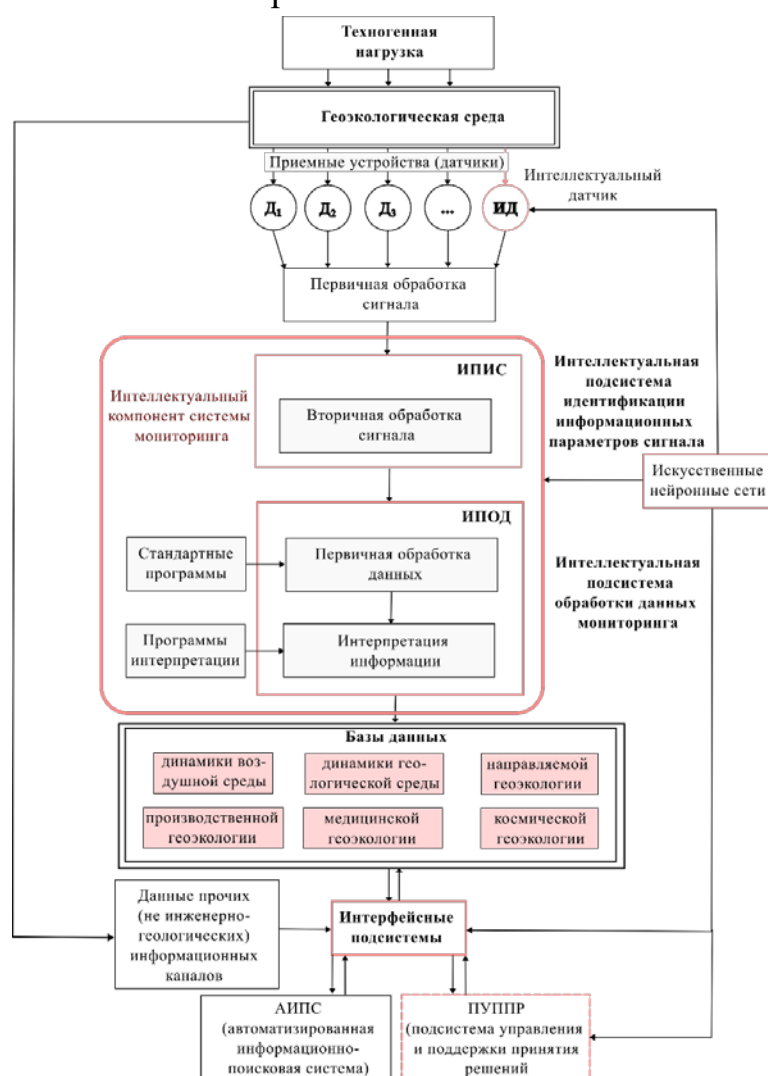 Техногенная
нагрузка
Геоэкологическая среда
Приемные устройства (датчики)
Интеллектуальный
датчик
Д₁
Д₂
Д₃
...
ИД
Первичная обработка
сигнала
Интеллектуальный
компонент системы
мониторинга
ИПИС
Вторичная обработка
сигнала
Интеллектуальная
подсистема
идентификации
информационных
параметров сигнала
Искусственные
нейронные сети
ИПОД
Стандартные
программы
Первичная обработка
данных
Интеллектуальная
подсистема
обработки данных
мониторинга
Программы
интерпретации
Интерпретация
информации
Базы данных
динамики воз-
душной среды
динамики гео-
логической среды
направляемой
геоэкологии
производственной
геоэкологии
медицинской
геоэкологии
космической
геоэкологии
Данные прочих
(не инженерно-
геологических)
информационных
каналов
Интерфейсные
подсистемы
АИПС
(автоматизированная
информационно-
поисковая система)
ПУППР
(подсистема управления
и поддержки принятия
решений